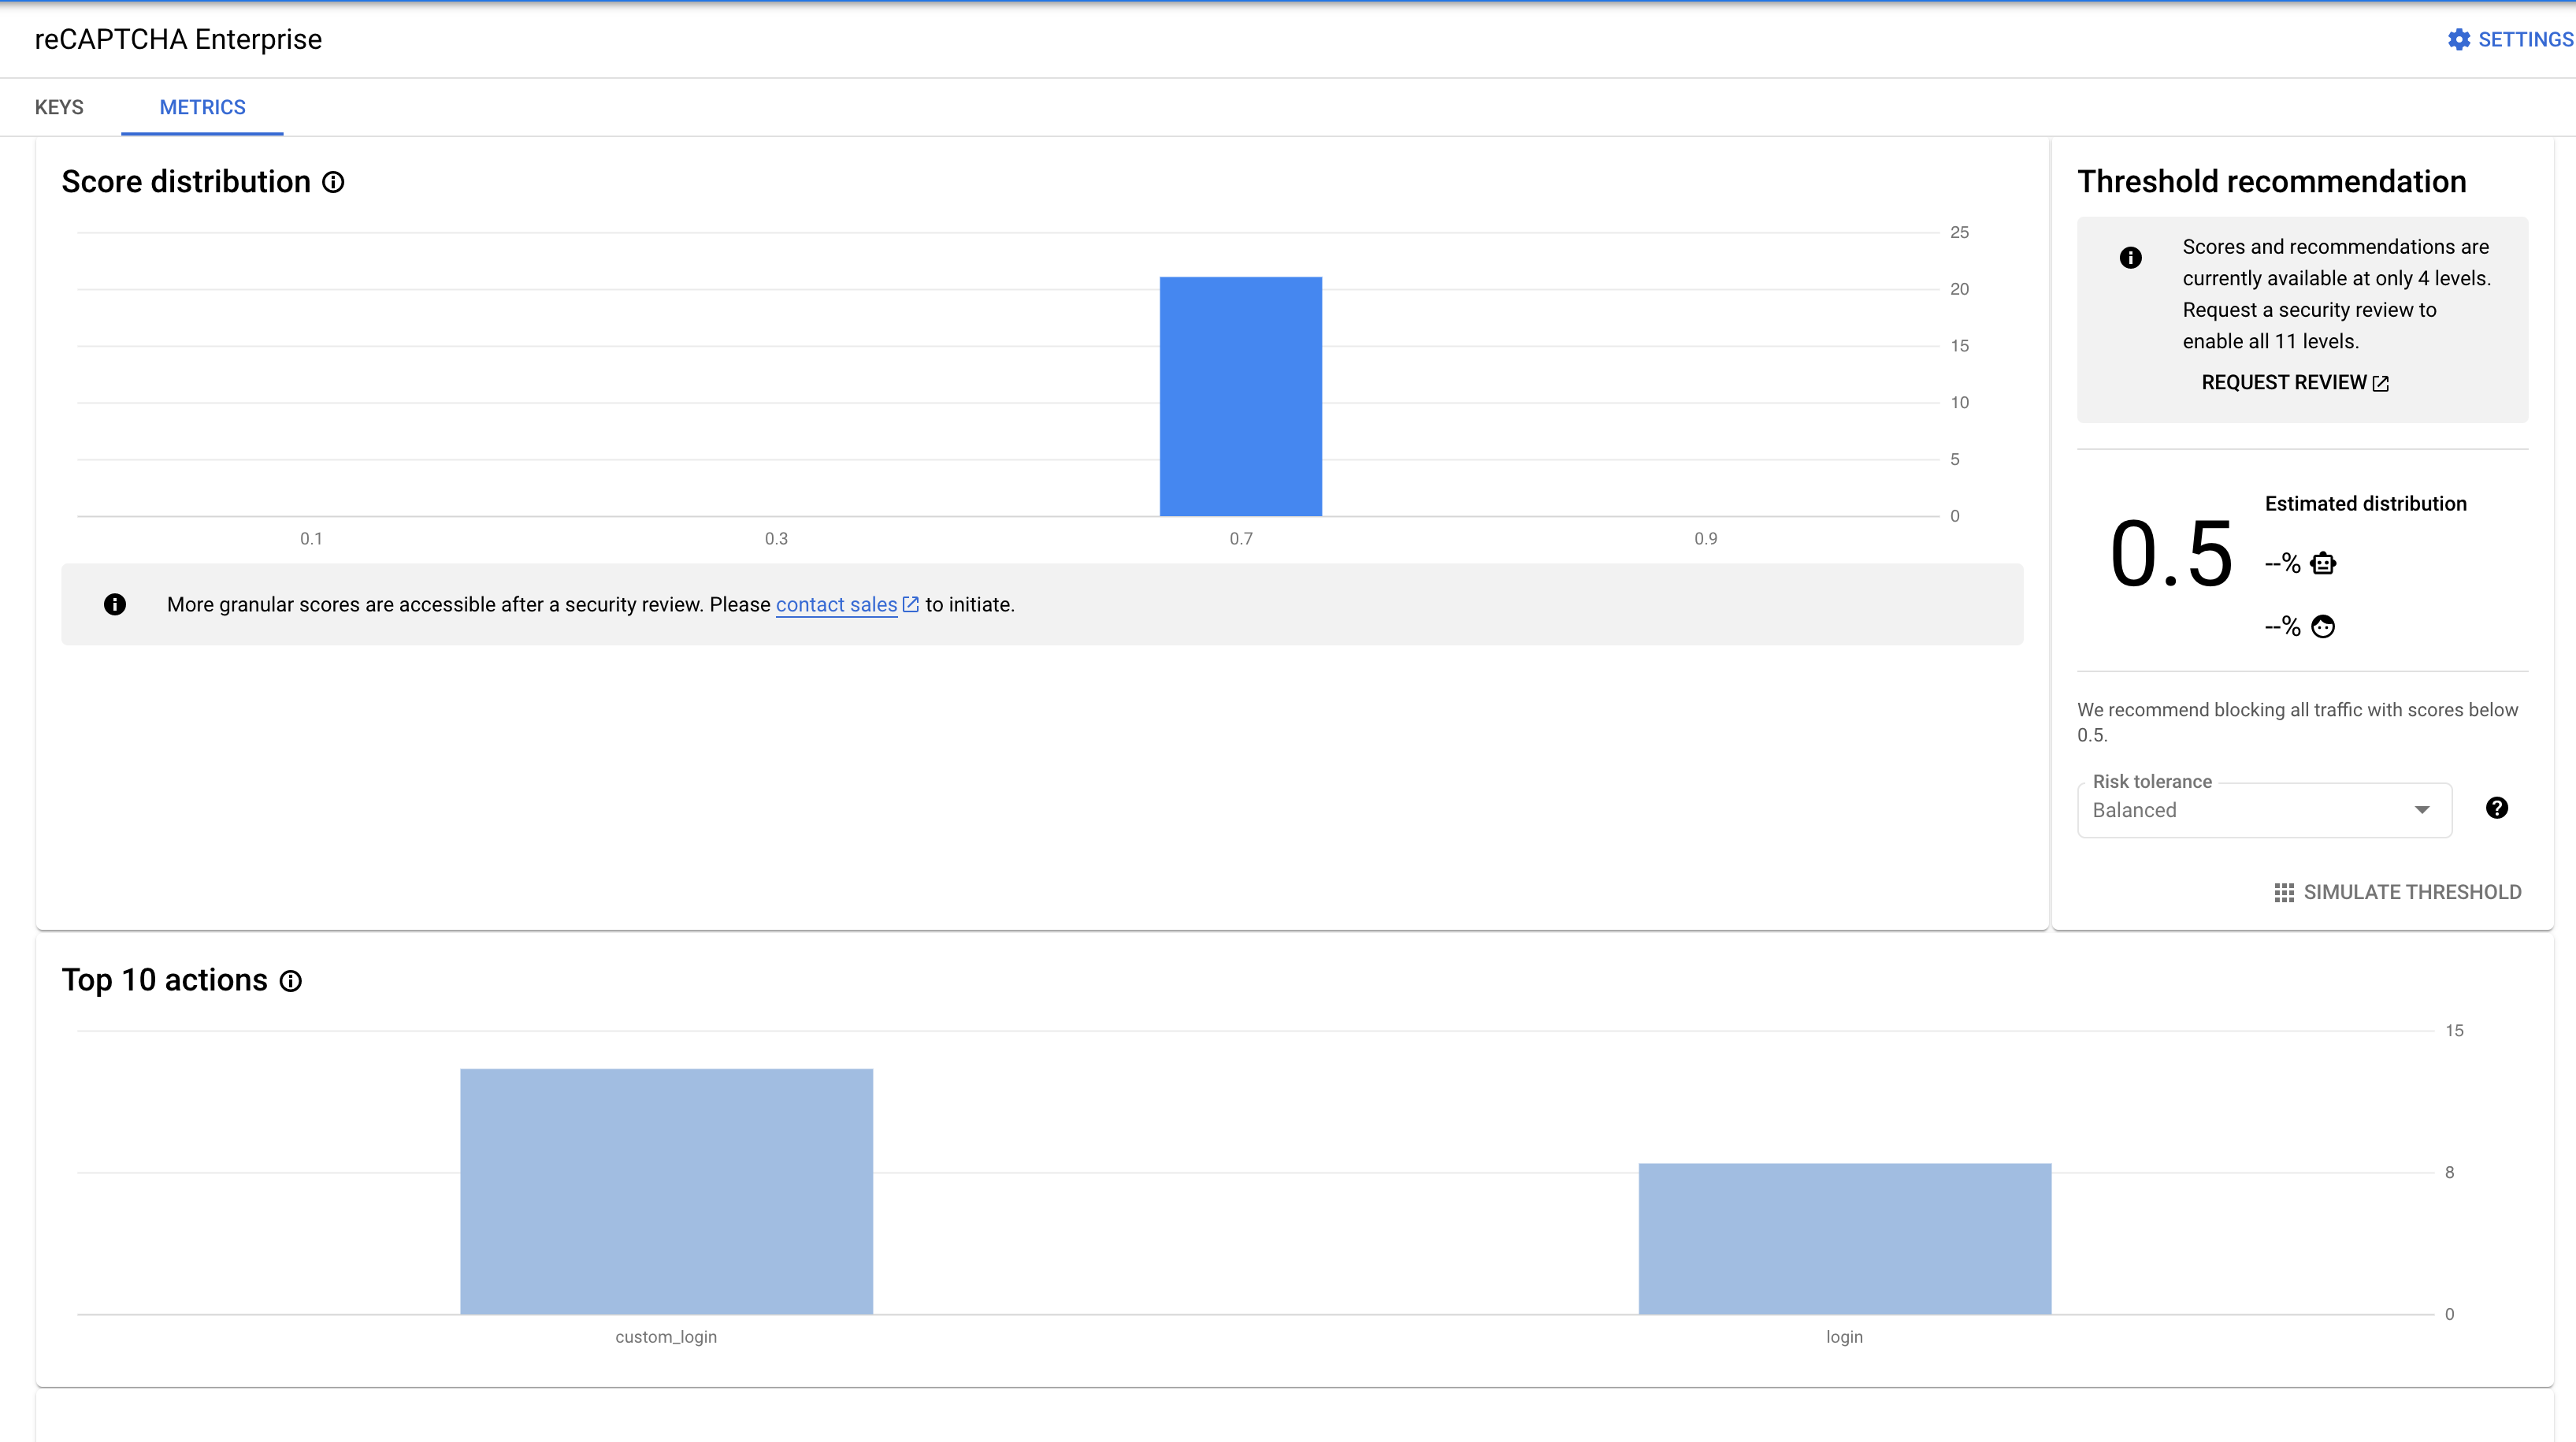 reCAPTCHA Enterprise
SETTINGS
KEYS
METRICS
Score distribution
25
20
15
10
5
0
0.1
0.3
0.7
0.9
More granular scores are accessible after a security review. Please contact sales to initiate.
Threshold recommendation
Scores and recommendations are
currently available at only 4 levels.
Request a security review to
enable all 11 levels.
REQUEST REVIEW
0.5
Estimated distribution
--%
--%
We recommend blocking all traffic with scores below
0.5.
Risk tolerance
Balanced
SIMULATE THRESHOLD
Top 10 actions
15
8
0
custom_login
login